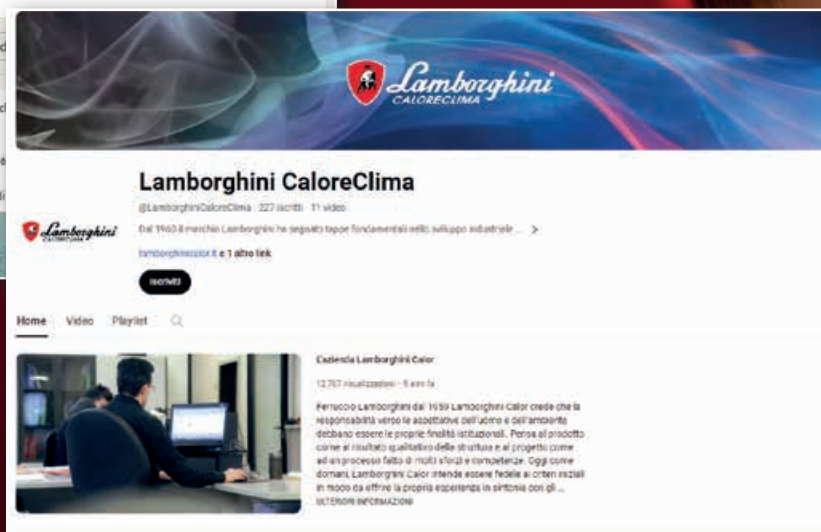 Lamborghini
CALORECLIMA
Lamborghini CaloreClima
@LamborghiniCaloreClima · 227 iscritti · 11 video
Lamborghini
CALORECLIMA
Dal 1960 il marchio Lamborghini ha segnato tappe fondamentali nello sviluppo industriale ...
lamborghinicalor.it e 1 altro link
Iscriviti
Home Video Playlist
L'azienda Lamborghini Calor
12.767 visualizzazioni · anni fa
Ferruccio Lamborghini dal 1959 Lamborghini Calor crede che la
responsabilità verso le aspettative dell'uomo e dell'ambiente
debbano essere le proprie finalità istituzionali. Pensa al prodotto
come al risultato qualitativo della struttura e al progetto come
ad un processo fatto di molti sforzi e competenze. Oggi come
domani, Lamborghini Calor intende essere fedele ai criteri iniziali
in modo da offrire la propria esperienza in sintonia con gli ...
ULTERIORI INFORMAZIONI